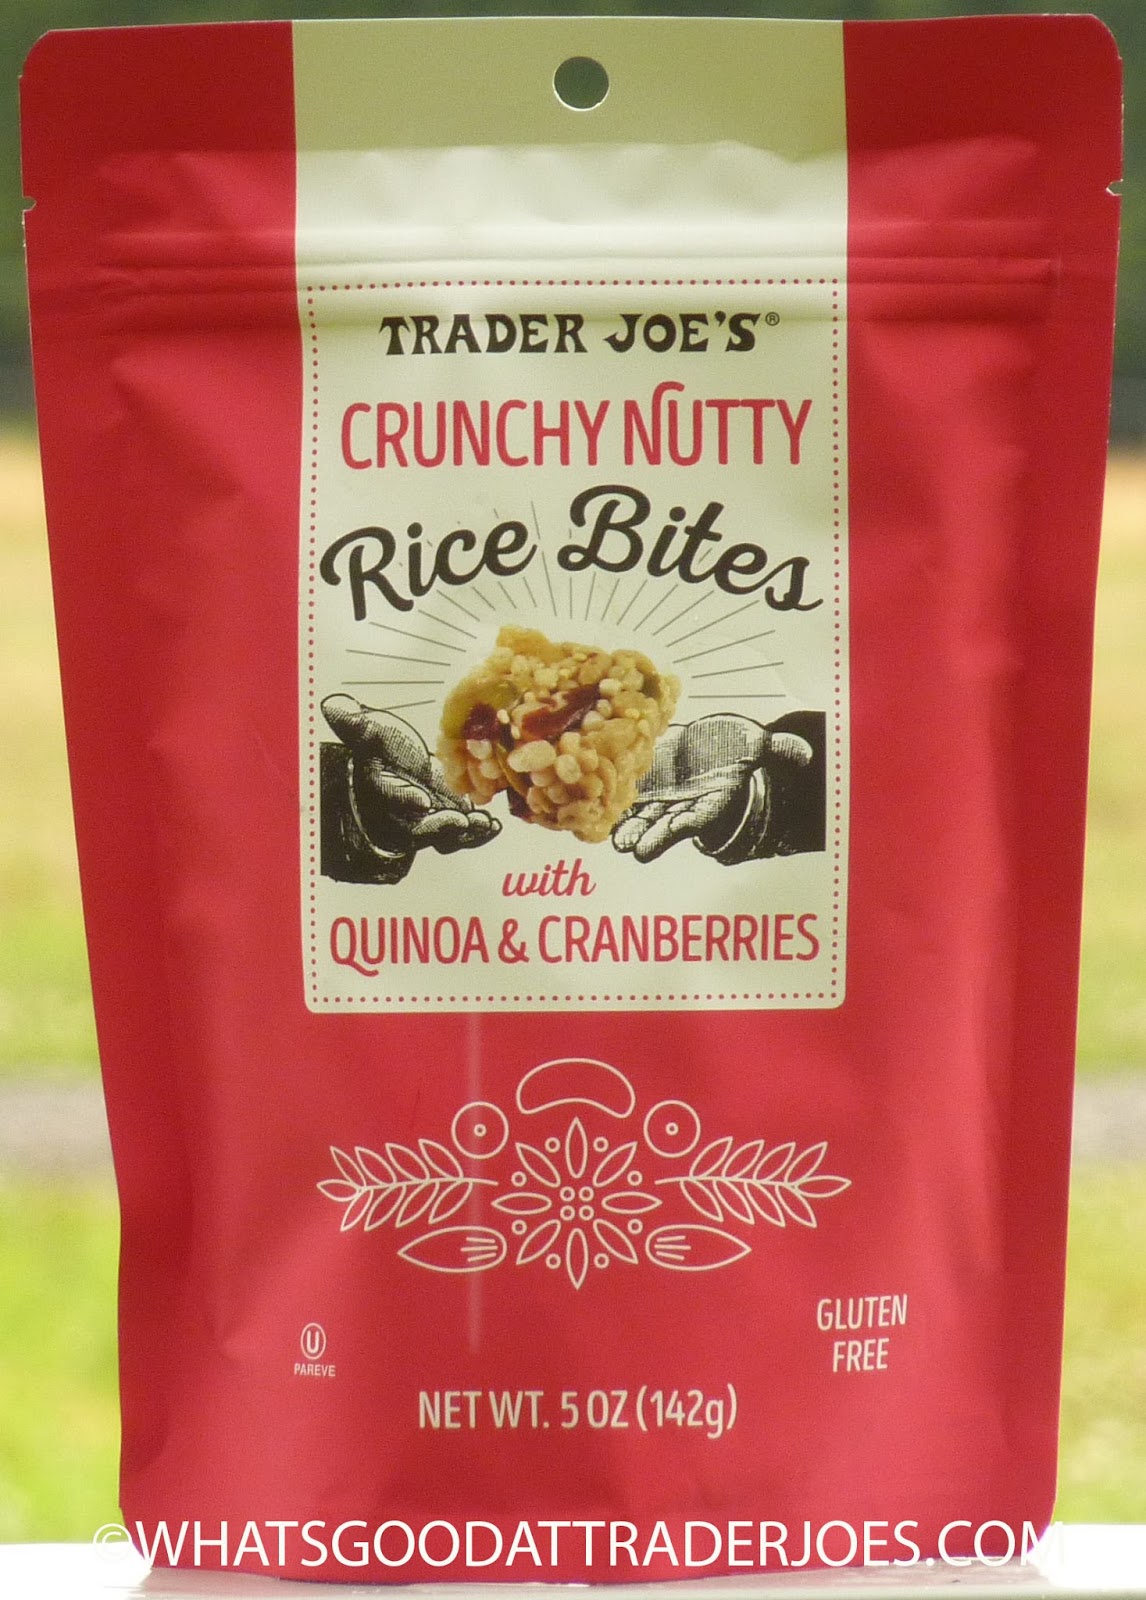 TRADER JOE'S®
CRUNCHY NUTTY
Rice Bites
with
QUINOA & CRANBERRIES
GLUTEN
FREE
U
PAREVE
NET WT. 5 OZ (142g)
©WHATSGOODATTRADERJOES.COM